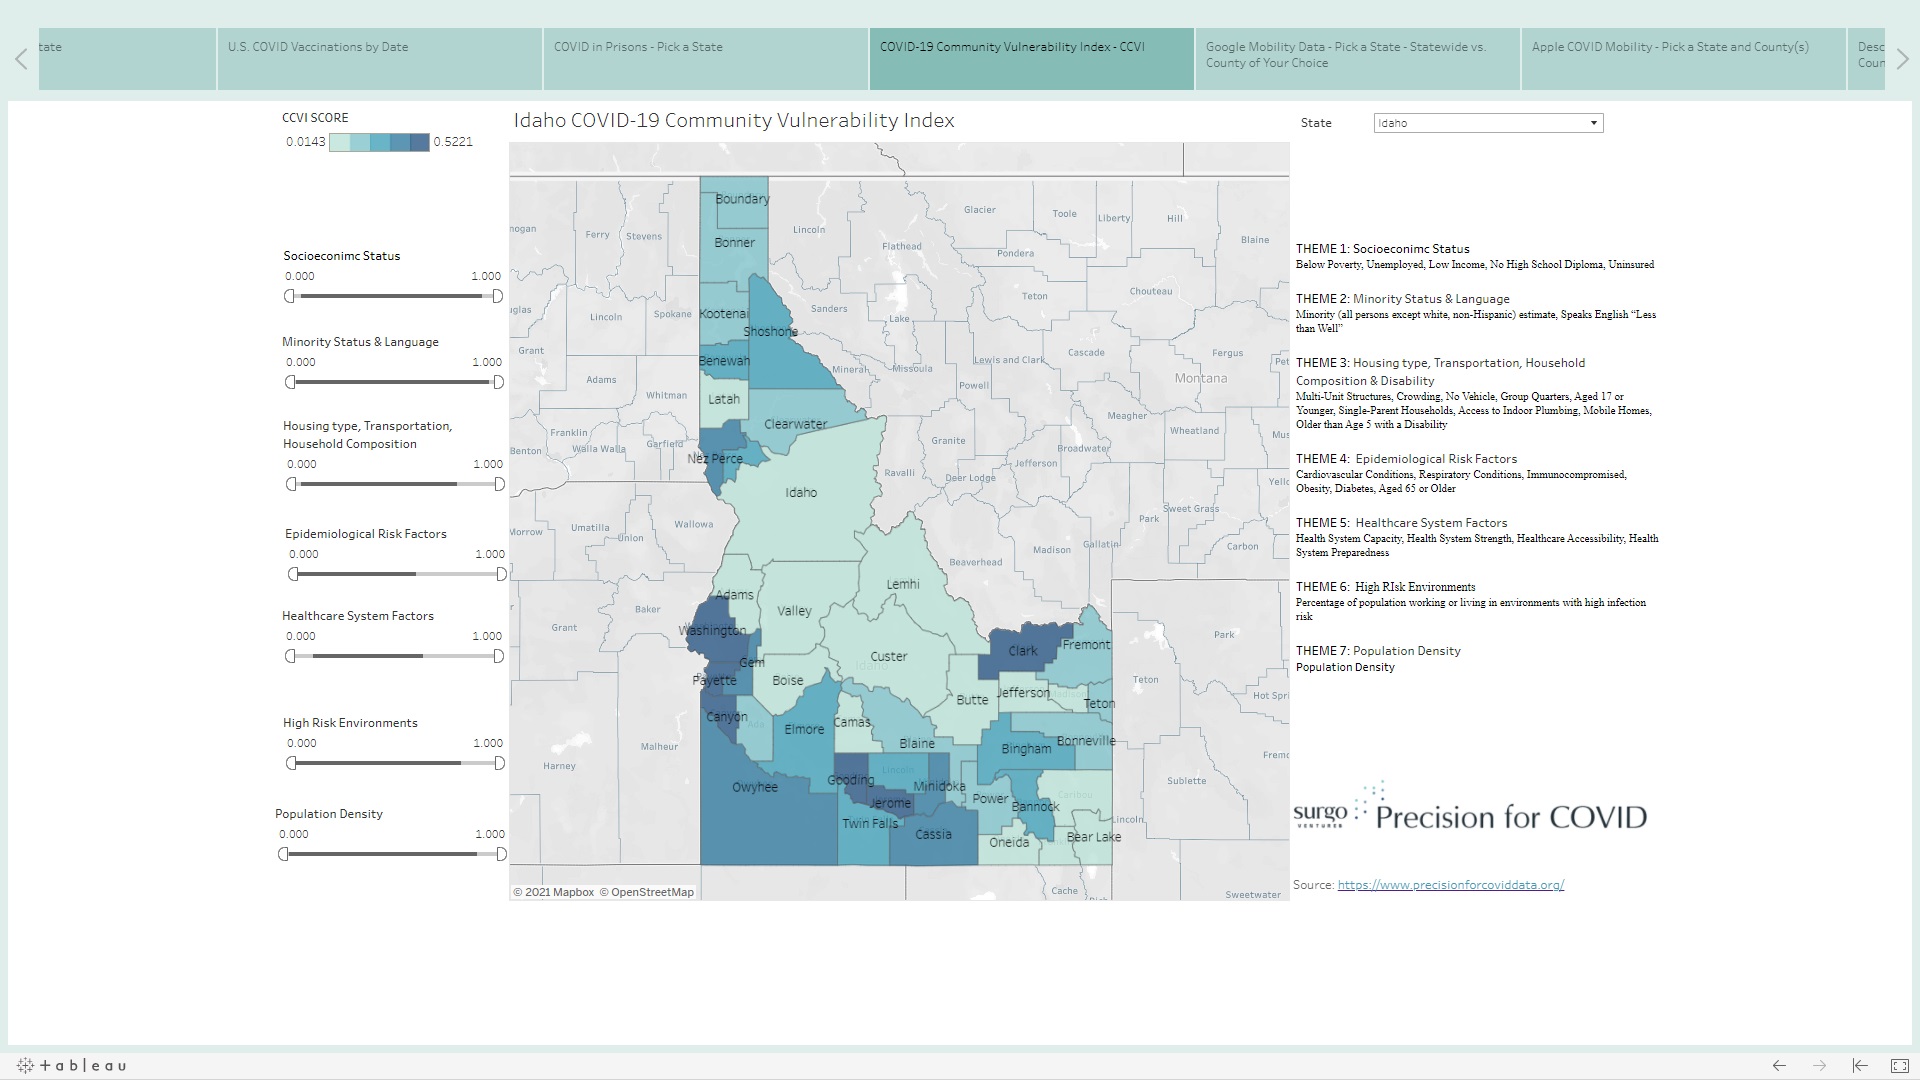 tate
U.S. COVID Vaccinations by Date
COVID in Prisons - Pick a State
COVID-19 Community Vulnerability Index - CCVI
Google Mobility Data - Pick a State - Statewide vs.
County of Your Choice
Apple COVID Mobility - Pick a State and County(s)
Desc
Coun
CCVI SCORE
0.0143
0.5221
Idaho COVID-19 Community Vulnerability Index
State
Idaho
Socioeconimc Status
0.000 1.000
Minority Status & Language
0.000 1.000
Housing type, Transportation,
Household Composition
0.000 1.000
Epidemiological Risk Factors
0.000 1.000
Healthcare System Factors
0.000 1.000
High Risk Environments
0.000 1.000
Population Density
0.000 1.000
Boundary
Bonner
Kootenai
Shoshone
Benewah
Latah
Clearwater
Nez Perce
Idaho
Lemhi
Adams
Valley
Washington
Custer
Idaho
Clark
Fremont
Gem
Payette
Boise
Butte
Jefferson
Madison
Teton
Canyon
Ada
Elmore
Camas
Blaine
Bingham
Bonneville
Owyhee
Gooding
Lincoln
Minidoka
Jerome
Power
Bannock
Caribou
Twin Falls
Cassia
Oneida
Bear Lake
nogan
Ferry
Stevens
Lincoln
Glacier
Toole
Liberty
Hill
Blaine
Flathead
Pondera
Teton
Chouteau
uglas
Lincoln
Spokane
Sanders
Lake
Grant
Lewis and Clark
Cascade
Fergus
Pet
Mineral
Missoula
Powell
Montana
Adams
Whitman
Meagher
Wheatland
Mus
Franklin
Benton
Walla Walla
Garfield
Granite
Broadwater
Jefferson
Ravalli
Deer Lodge
Yell
Morrow
Umatilla
Union
Wallowa
Park
Sweet Grass
Madison
Gallatin
Carbon
Beaverhead
Baker
Grant
Park
Teton
Hot Spri
Malheur
Harney
Fremo
Sublette
Lincoln
Cache
Rich
Sweetwater
© 2021 Mapbox © OpenStreetMap
THEME 1: Socioeconimc Status
Below Poverty, Unemployed, Low Income, No High School Diploma, Uninsured
THEME 2: Minority Status & Language
Minority (all persons except white, non-Hispanic) estimate, Speaks English “Less
than Well”
THEME 3: Housing type, Transportation, Household
Composition & Disability
Multi-Unit Structures, Crowding, No Vehicle, Group Quarters, Aged 17 or
Younger, Single-Parent Households, Access to Indoor Plumbing, Mobile Homes,
Older than Age 5 with a Disability
THEME 4: Epidemiological Risk Factors
Cardiovascular Conditions, Respiratory Conditions, Immunocompromised,
Obesity, Diabetes, Aged 65 or Older
THEME 5: Healthcare System Factors
Health System Capacity, Health System Strength, Healthcare Accessibility, Health
System Preparedness
THEME 6: High RIsk Environments
Percentage of population working or living in environments with high infection
risk
THEME 7: Population Density
Population Density
surgo
VENTURES
Precision for COVID
Source: https://www.precisionforcoviddata.org/
+ableau